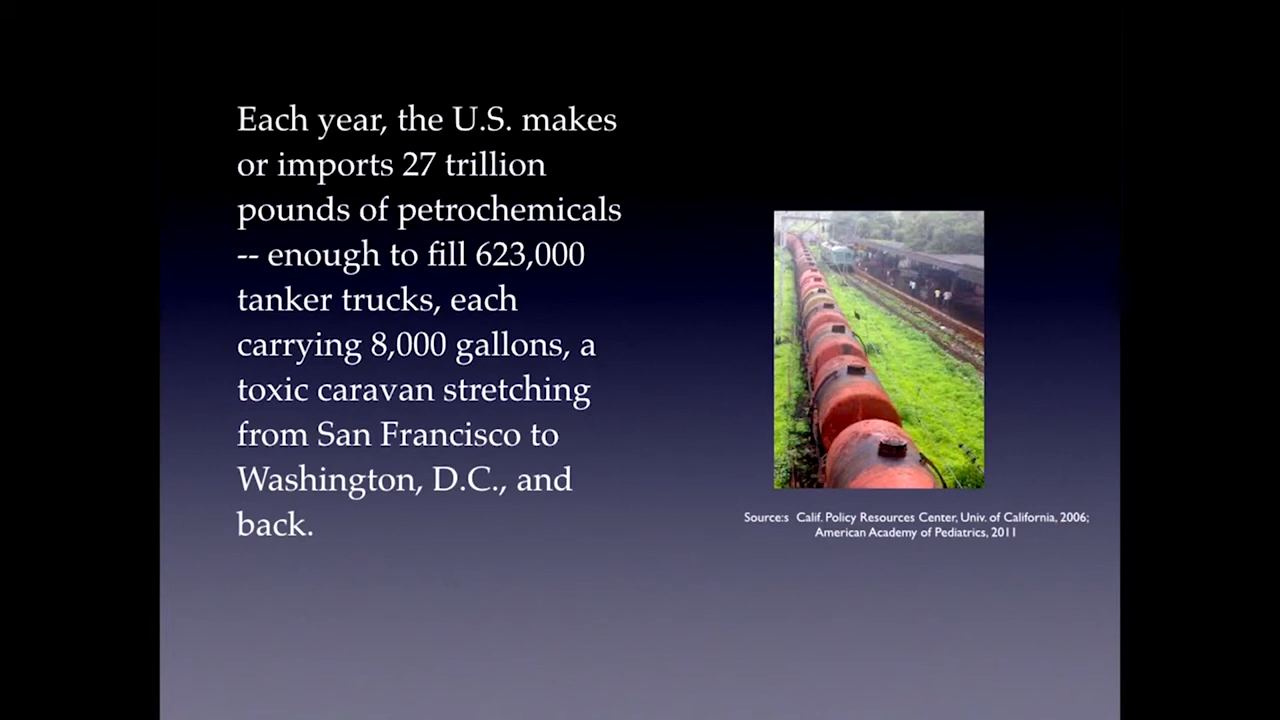 Each year, the U.S. makes
or imports 27 trillion
pounds of petrochemicals
-- enough to fill 623,000
tanker trucks, each
carrying 8,000 gallons, a
toxic caravan stretching
from San Francisco to
Washington, D.C., and
back.
Source:s Calif. Policy Resources Center, Univ. of California, 2006;
American Academy of Pediatrics, 2011